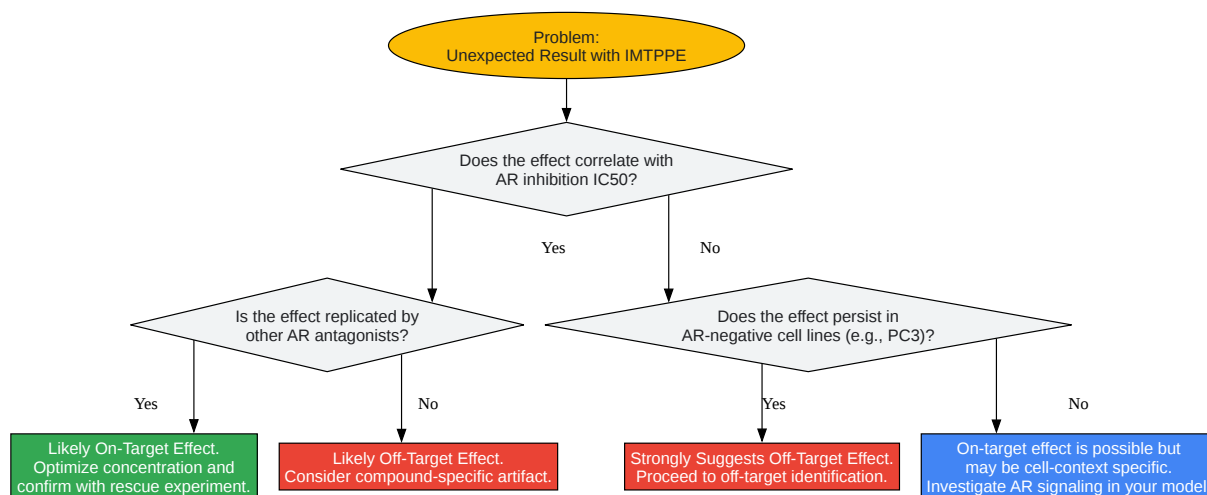 Problem:
Unexpected Result with IMTPPE
Does the effect correlate with
AR inhibition IC50?
Yes
No
Is the effect replicated by
other AR antagonists?
Does the effect persist in
AR-negative cell lines (e.g., PC3)?
Yes
No
Yes
No
Likely On-Target Effect.
Optimize concentration and
confirm with rescue experiment.
Likely Off-Target Effect.
Consider compound-specific artifact.
Strongly Suggests Off-Target Effect.
Proceed to off-target identification.
On-target effect is possible but
may be cell-context specific.
Investigate AR signaling in your model.